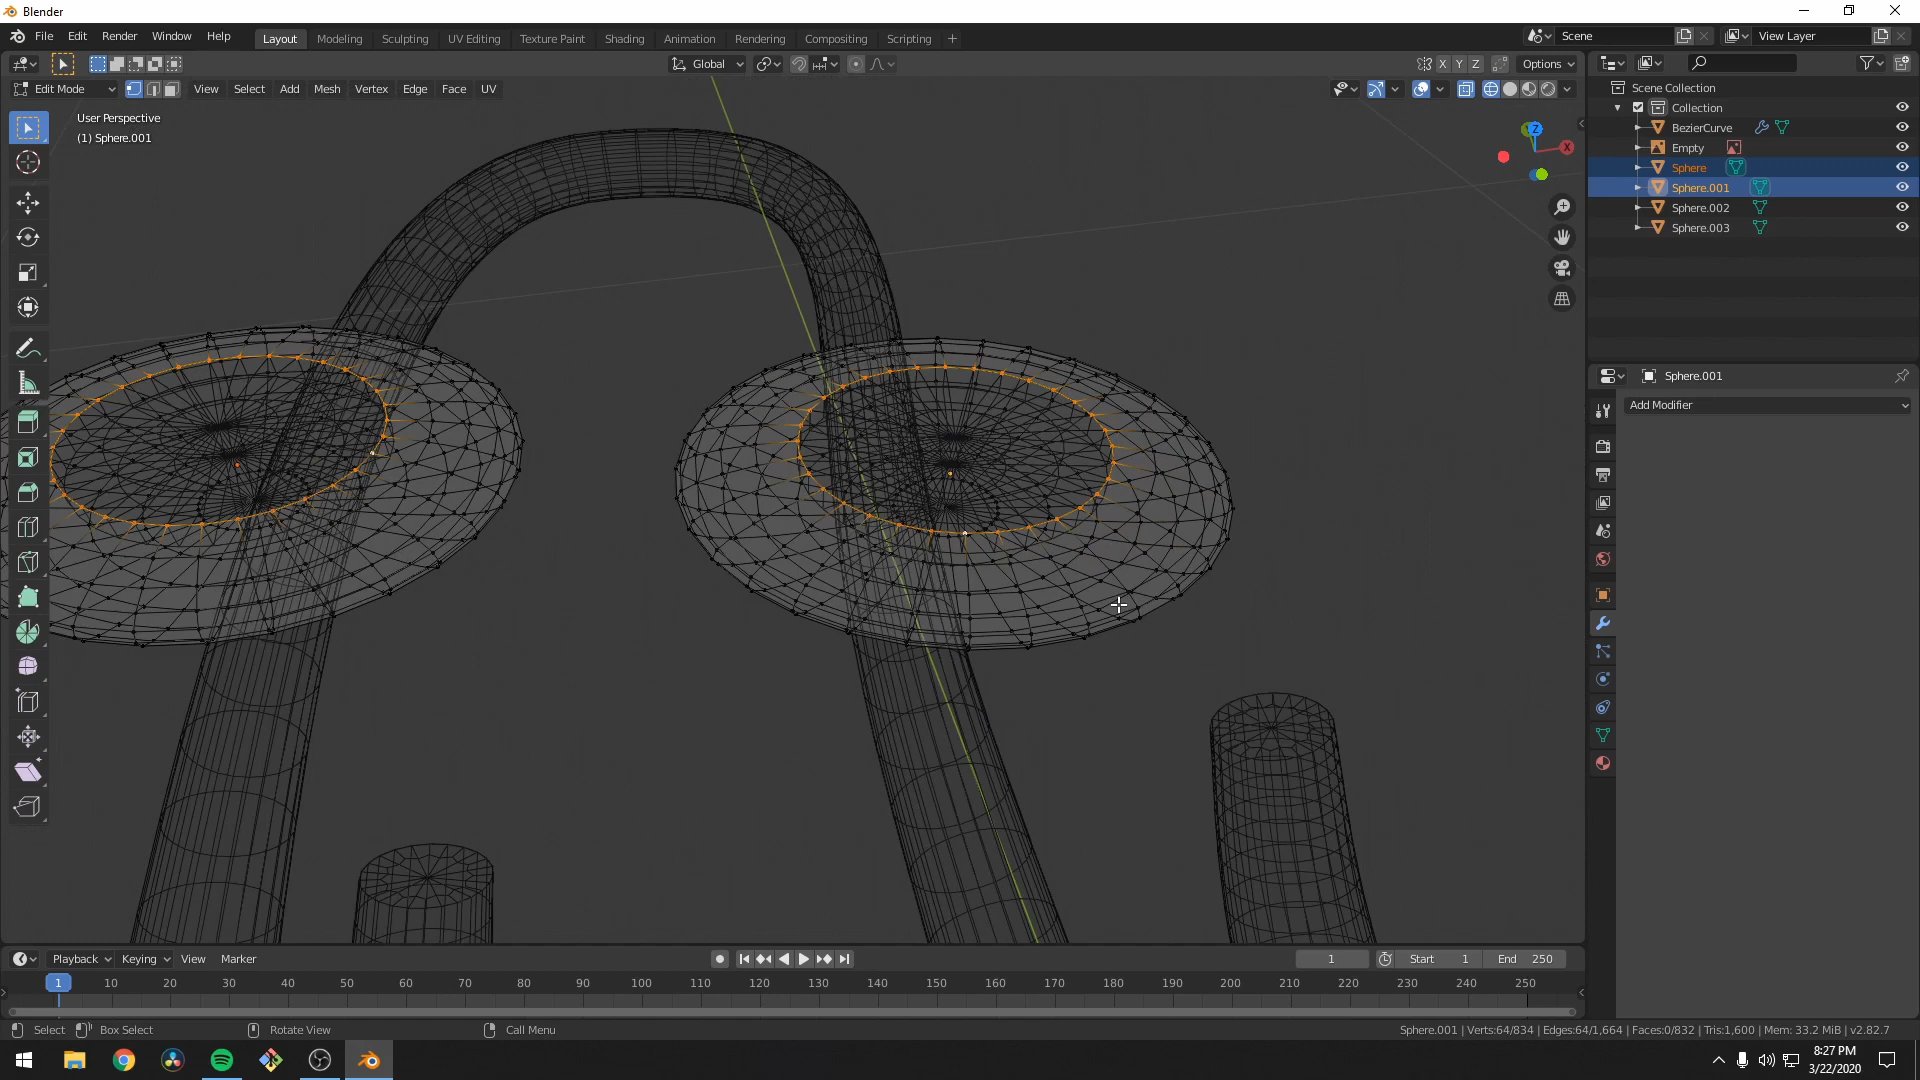 Blender
File Edit Render Window Help
Layout Modeling Sculpting UV Editing Texture Paint Shading Animation Rendering Compositing Scripting +
Scene
View Layer
Global
X Y Z
Options
Edit Mode
View Select Add Mesh Vertex Edge Face UV
User Perspective
(1) Sphere.001
Z
X
Scene Collection
Collection
BezierCurve
Empty
Sphere
Sphere.001
Sphere.002
Sphere.003
Sphere.001
Add Modifier
Playback Keying View Marker
1
Start 1
End 250
1 10 20 30 40 50 60 70 80 90 100 110 120 130 140 150 160 170 180 190 200 210 220 230 240 250
Select Box Select Rotate View Call Menu
Sphere.001 | Verts:64/834 | Edges:64/1,664 | Faces:0/832 | Tris:1,600 | Mem: 33.2 MiB | v2.82.7
8:27 PM
3/22/2020